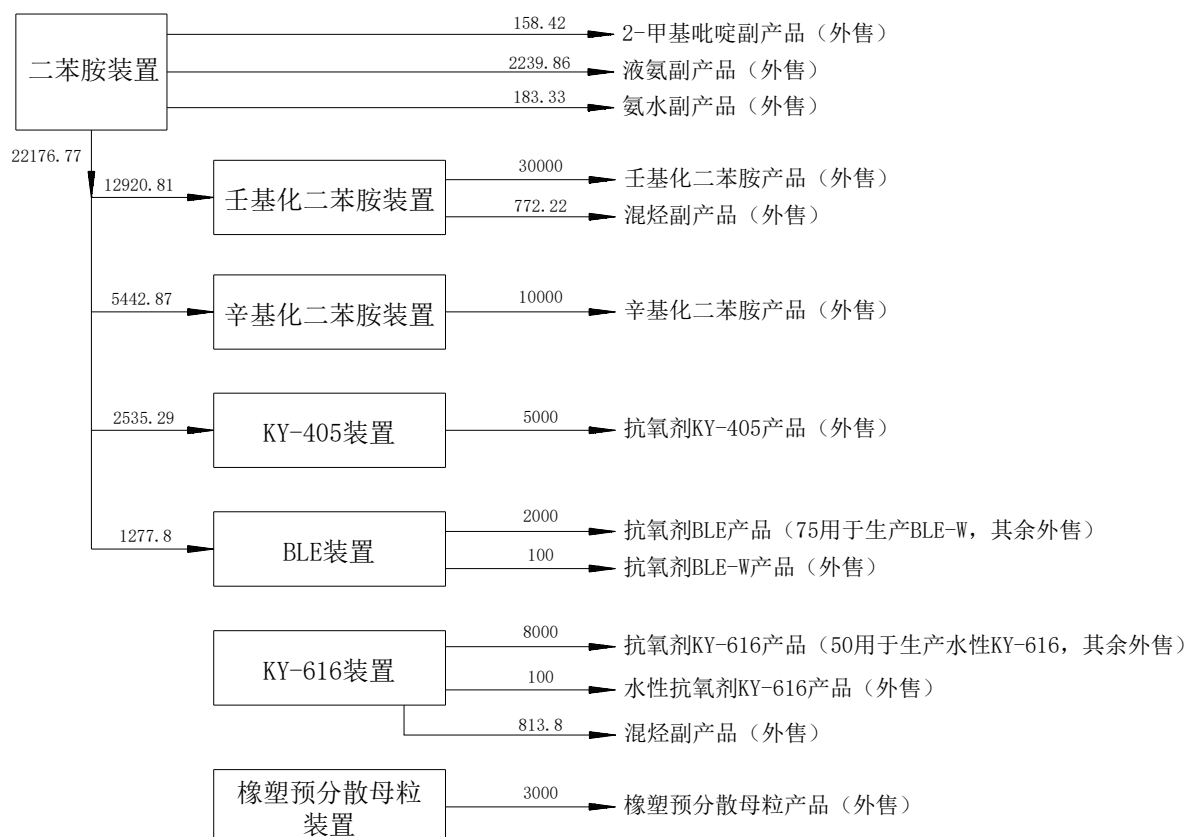 158.42
2-甲基吡啶副产品（外售）
二苯胺装置
2239.86
液氨副产品（外售）
183.33
氨水副产品（外售）
22176.77
12920.81
壬基化二苯胺装置
30000
壬基化二苯胺产品（外售）
772.22
混烃副产品（外售）
5442.87
辛基化二苯胺装置
10000
辛基化二苯胺产品（外售）
2535.29
KY-405装置
5000
抗氧剂KY-405产品（外售）
1277.8
BLE装置
2000
抗氧剂BLE产品（75用于生产BLE-W，其余外售）
100
抗氧剂BLE-W产品（外售）
KY-616装置
8000
抗氧剂KY-616产品（50用于生产水性KY-616，其余外售）
100
水性抗氧剂KY-616产品（外售）
813.8
混烃副产品（外售）
橡塑预分散母粒
装置
3000
橡塑预分散母粒产品（外售）